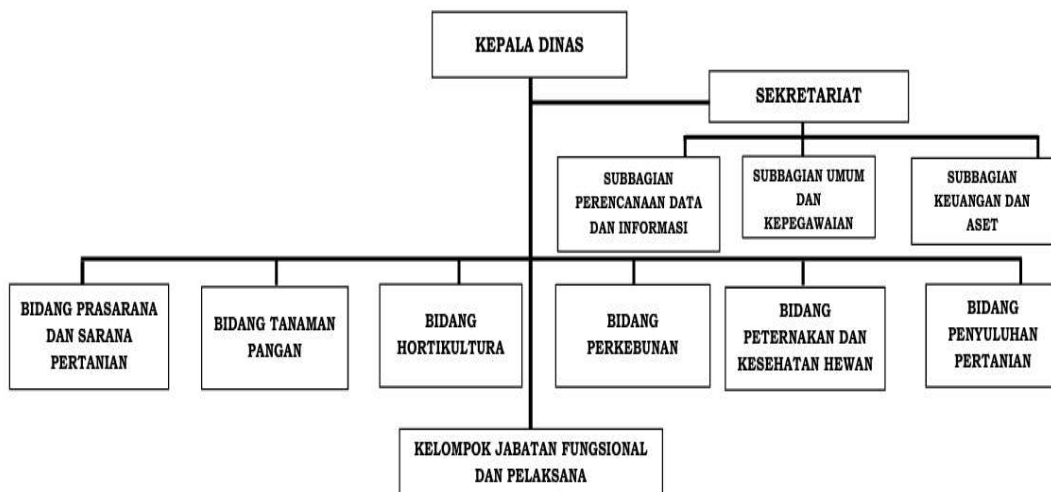 KEPALA DINAS
SEKRETARIAT
SUBBAGIAN
PERENCANAAN DATA
DAN INFORMASI
SUBBAGIAN UMUM
DAN
KEPEGAWAIAN
SUBBAGIAN
KEUANGAN DAN
ASET
BIDANG PRASARANA
DAN SARANA
PERTANIAN
BIDANG TANAMAN
PANGAN
BIDANG
HORTIKULTURA
BIDANG
PERKEBUNAN
BIDANG
PETERNAKAN DAN
KESEHATAN HEWAN
BIDANG
PENYULUHAN
PERTANIAN
KELOMPOK JABATAN FUNGSIONAL
DAN PELAKSANA